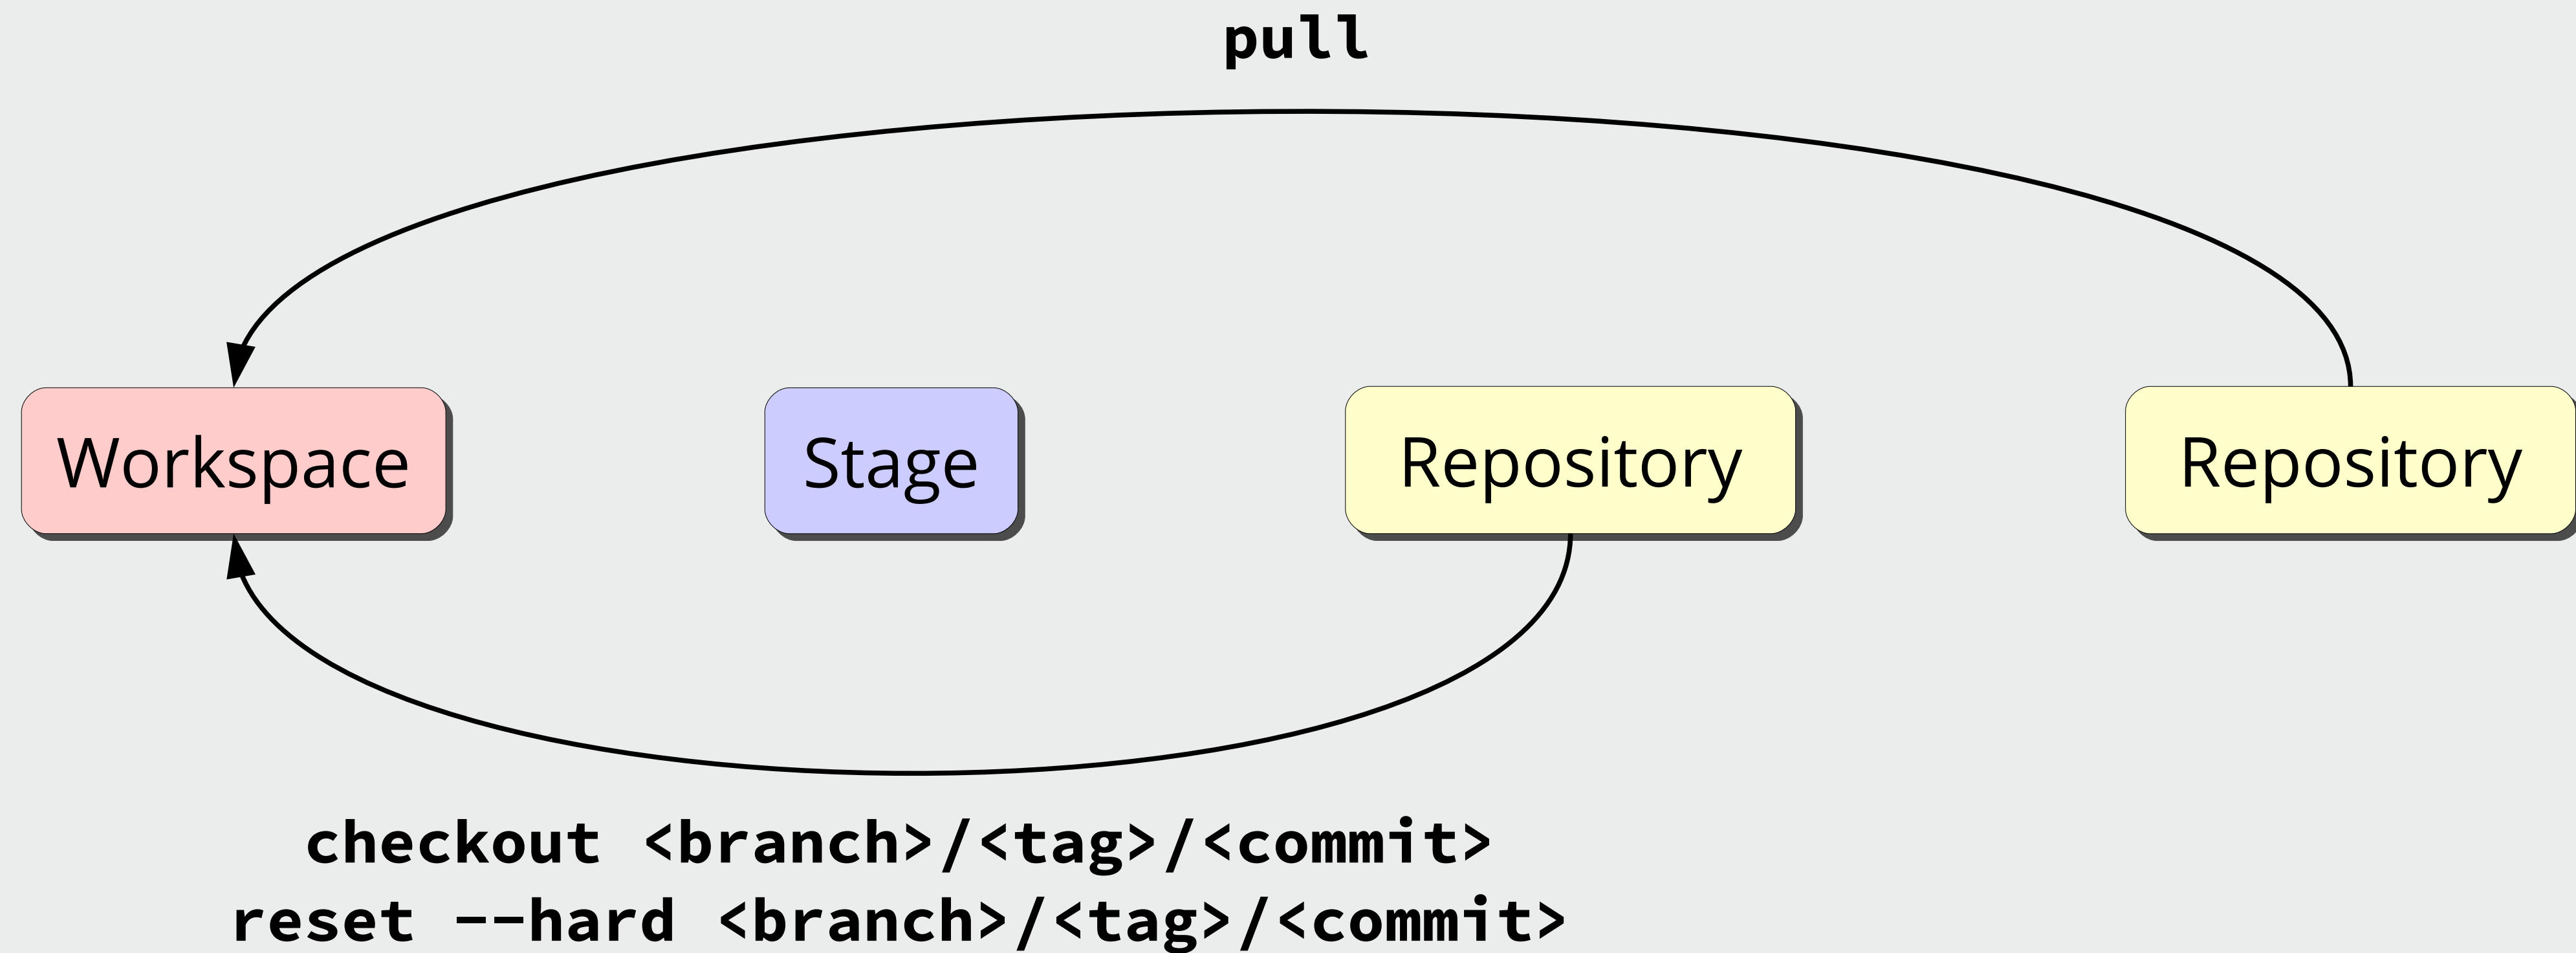 pull
Workspace
Stage
Repository
Repository
checkout <branch>/<tag>/<commit>
reset --hard <branch>/<tag>/<commit>